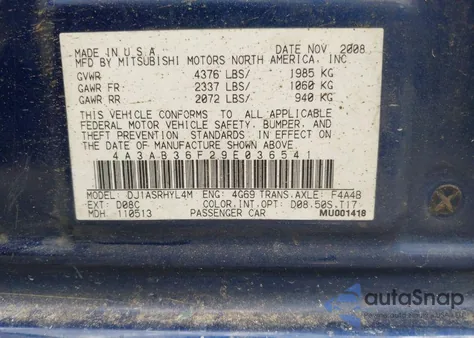 MADE IN U.S.A. DATE NOV 2008
MFD BY MITSUBISHI MOTORS NORTH AMERICA, INC
GVWR 4376 LBS/ 1985 KG
GAWR FR 2337 LBS/ 1060 KG
GAWR RR 2072 LBS/ 940 KG
THIS VEHICLE CONFORMS TO ALL APPLICABLE
FEDERAL MOTOR VEHICLE SAFETY, BUMPER, AND
THEFT PREVENTION STANDARDS IN EFFECT ON
THE DATE OF MANUFACTURE SHOWN ABOVE.
4A3AB36F29E036541
MODEL: DJ1ASRHYL4M ENG: 4G69 TRANS.AXLE: F4A4B
EXT: D08C COLOR.INT.OPT: D08.50S.T17
MDH: 110513 PASSENGER CAR MU001418
autoSnap